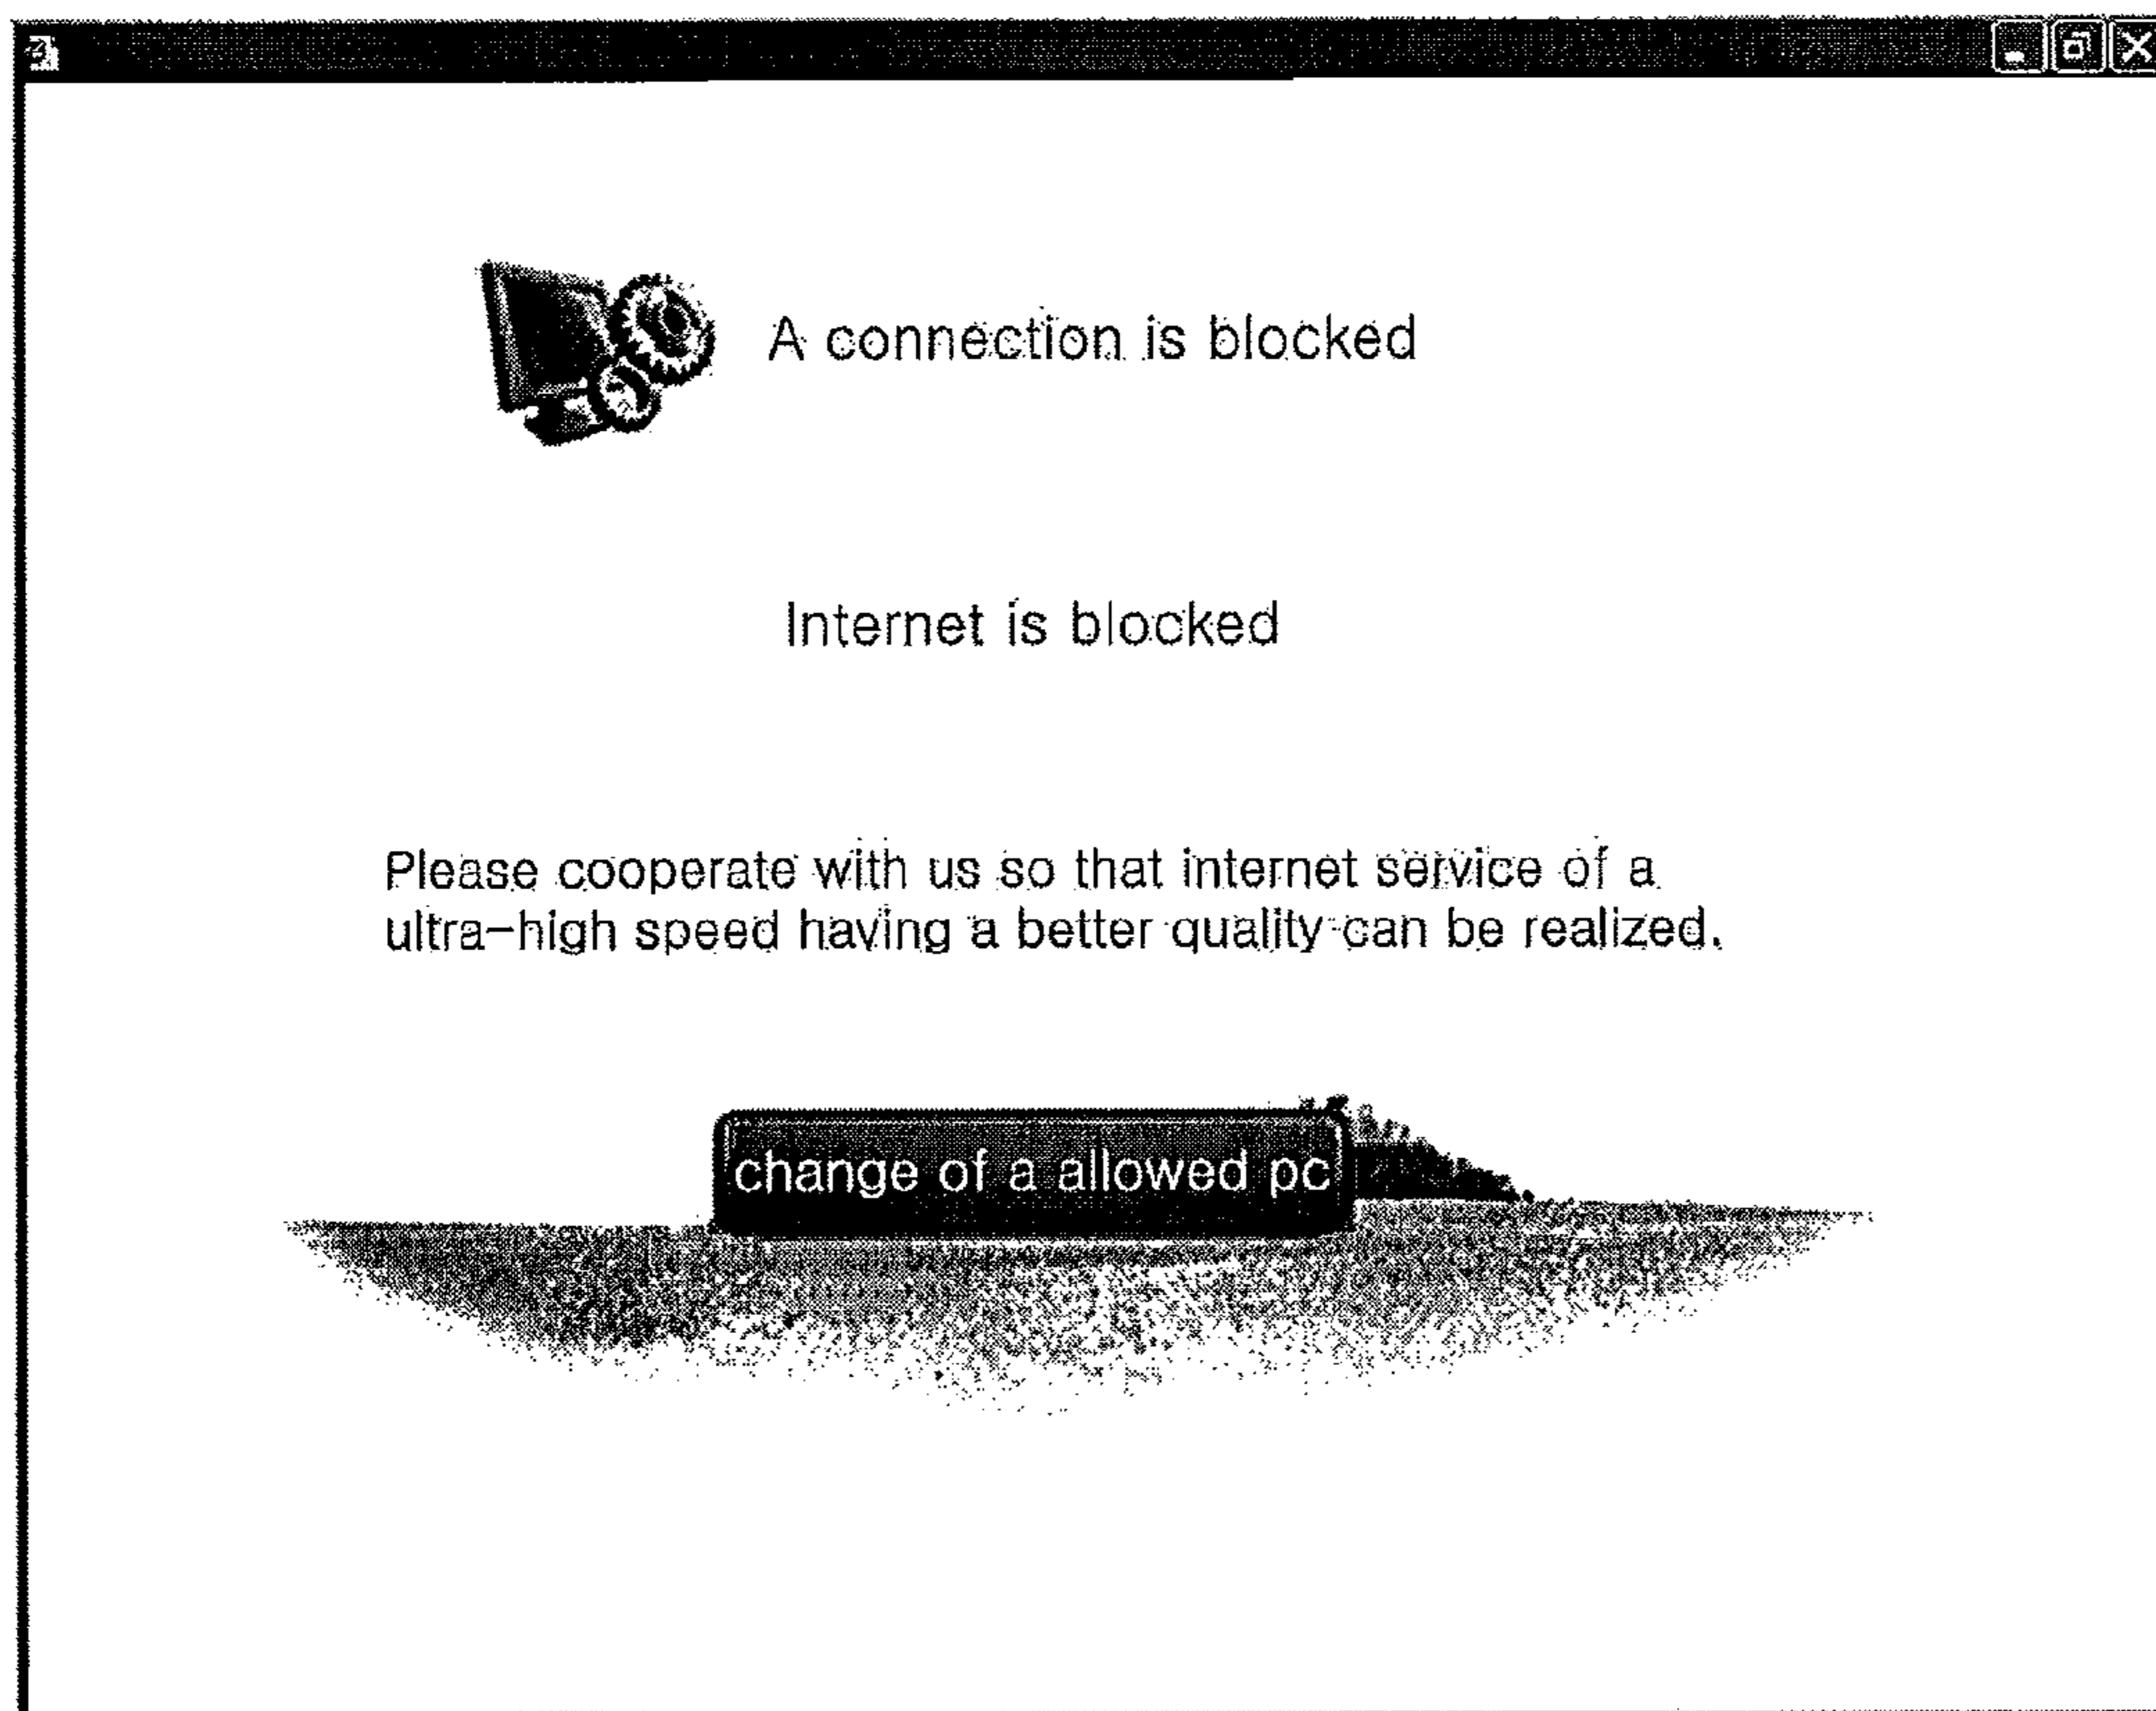 A connection is blocked
Internet is blocked
Please cooperate with us so that internet service of a
ultra-high speed having a better quality can be realized.
change of a allowed pc